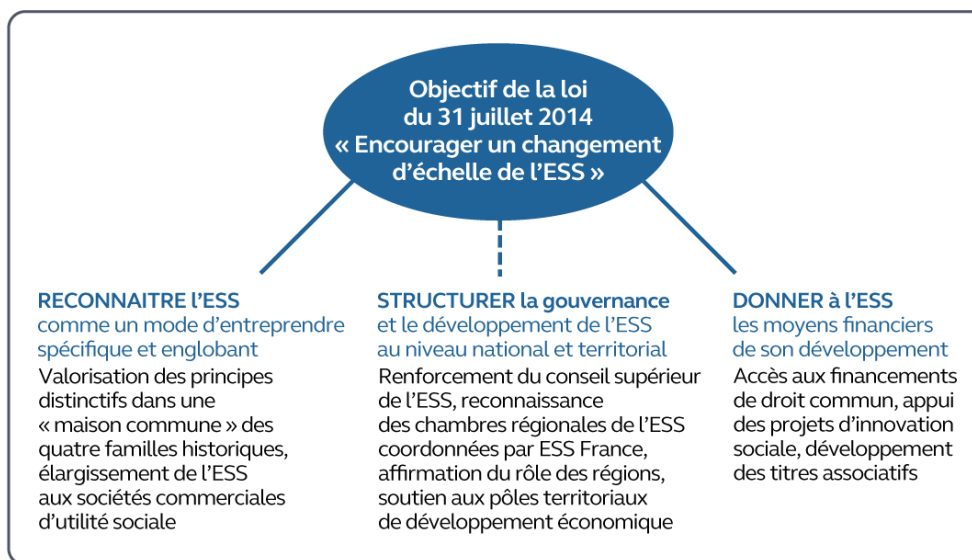 Objectif de la loi
du 31 juillet 2014
« Encourager un changement
d’échelle de l’ESS »
RECONNAITRE l’ESS
comme un mode d’entreprendre
spécifique et englobant
Valorisation des principes
distinctifs dans une
« maison commune » des
quatre familles historiques,
élargissement de l’ESS
aux sociétés commerciales
d’utilité sociale
STRUCTURER la gouvernance
et le développement de l’ESS
au niveau national et territorial
Renforcement du conseil supérieur
de l’ESS, reconnaissance
des chambres régionales de l’ESS
coordonnées par ESS France,
affirmation du rôle des régions,
soutien aux pôles territoriaux
de développement économique
DONNER à l’ESS
les moyens financiers
de son développement
Accès aux financements
de droit commun, appui
des projets d’innovation
sociale, développement
des titres associatifs